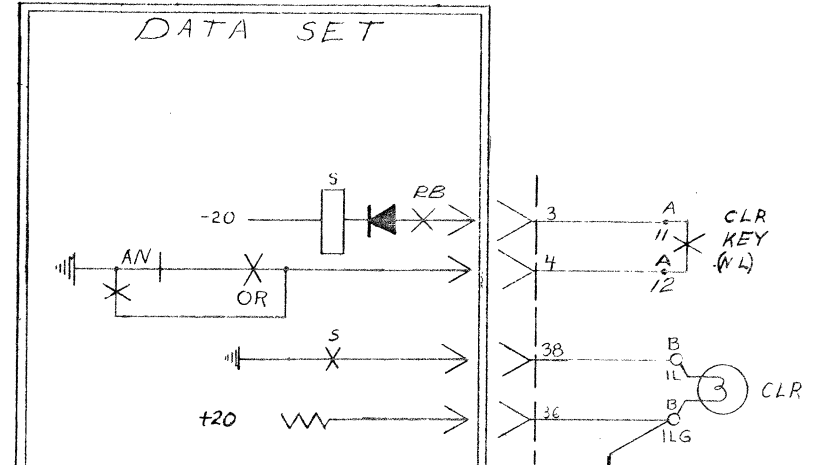 DATA SET
S
RB
-20
3
A
11
CLR
KEY
(NL)
AN
OR
4
A
12
S
38
B
1L
CLR
+20
36
B
1LG